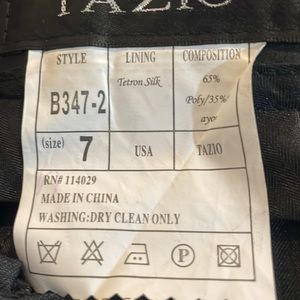 TAZIO
STYLE LINING COMPOSITION
B347-2 Tetron Silk 65%
Poly/35%
ayo
(size) 7 USA TAZIO
RN# 114029
MADE IN CHINA
WASHING:DRY CLEAN ONLY
P